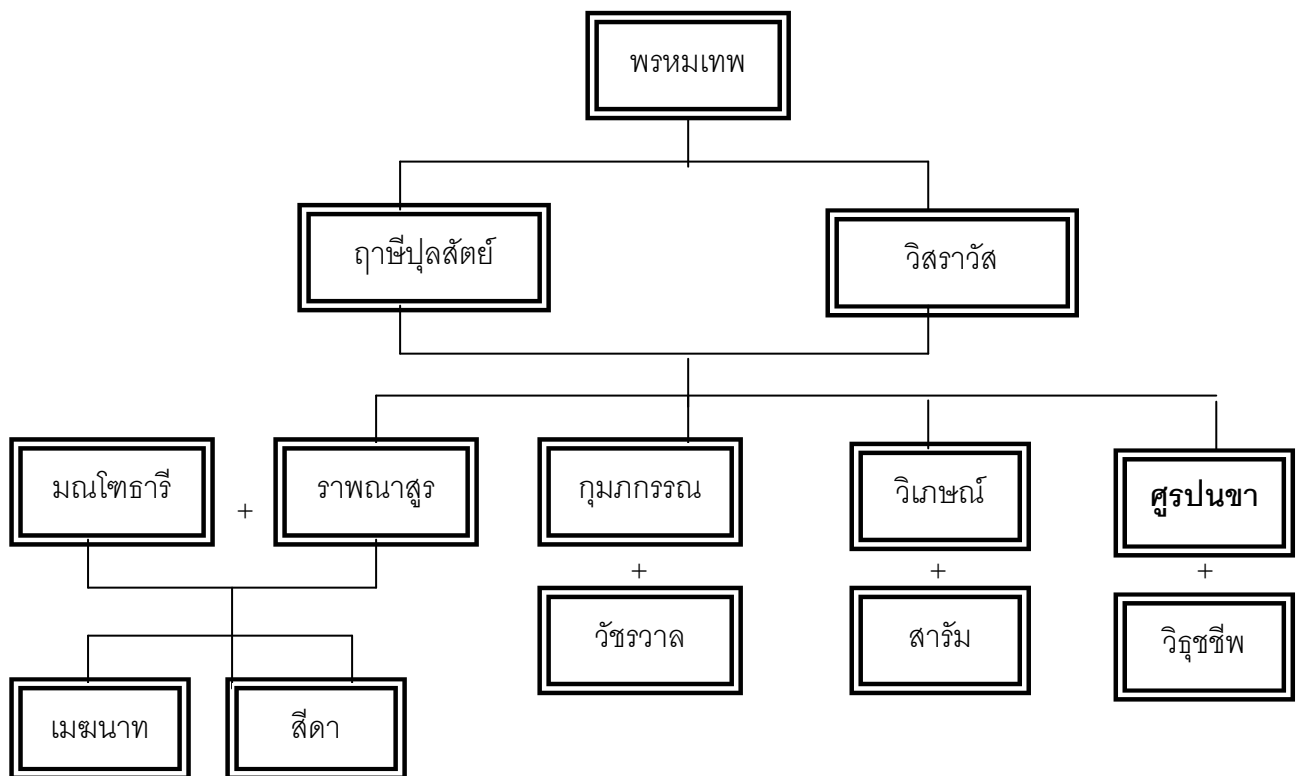 พรหมเทพ
ฤาษีปุลสัตย์
วิสราวัส
มณโฑธารี
+
ราพณาสูร
กุมภกรรณ
วิเภษณ์
ศูรปนขา
+
+
+
วัชรวาล
สารัม
วิธุชชีพ
เมฆนาท
สีดา